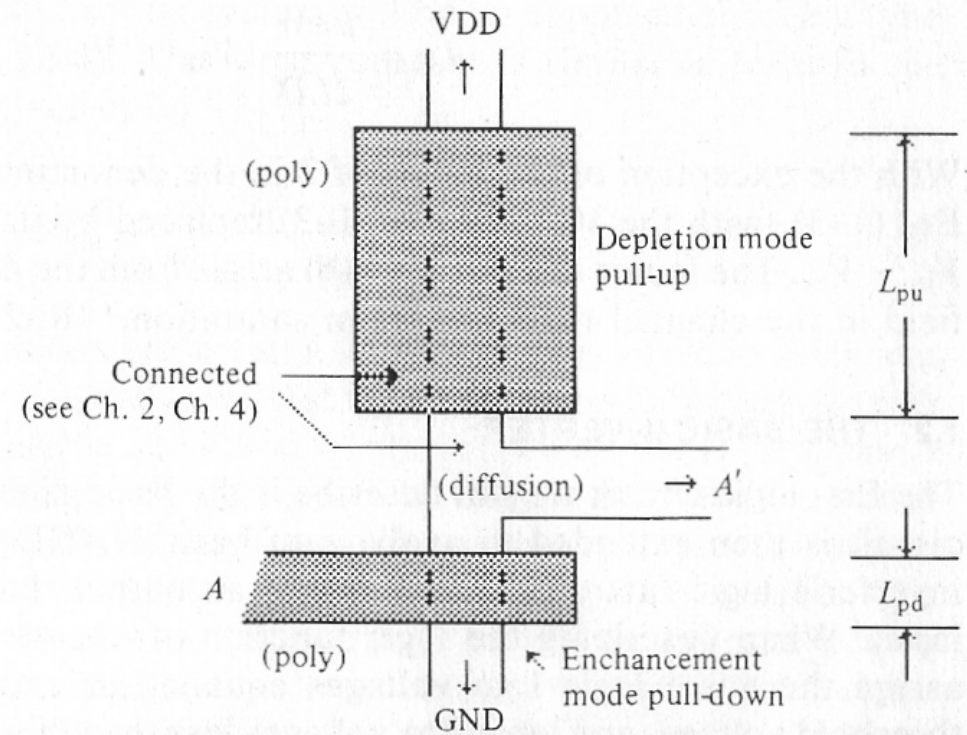 VDD
(poly)
Depletion mode
pull-up
L_pu
Connected
(see Ch. 2, Ch. 4)
(diffusion)
→ A′
A
L_pd
(poly)
Enchancement
mode pull-down
GND